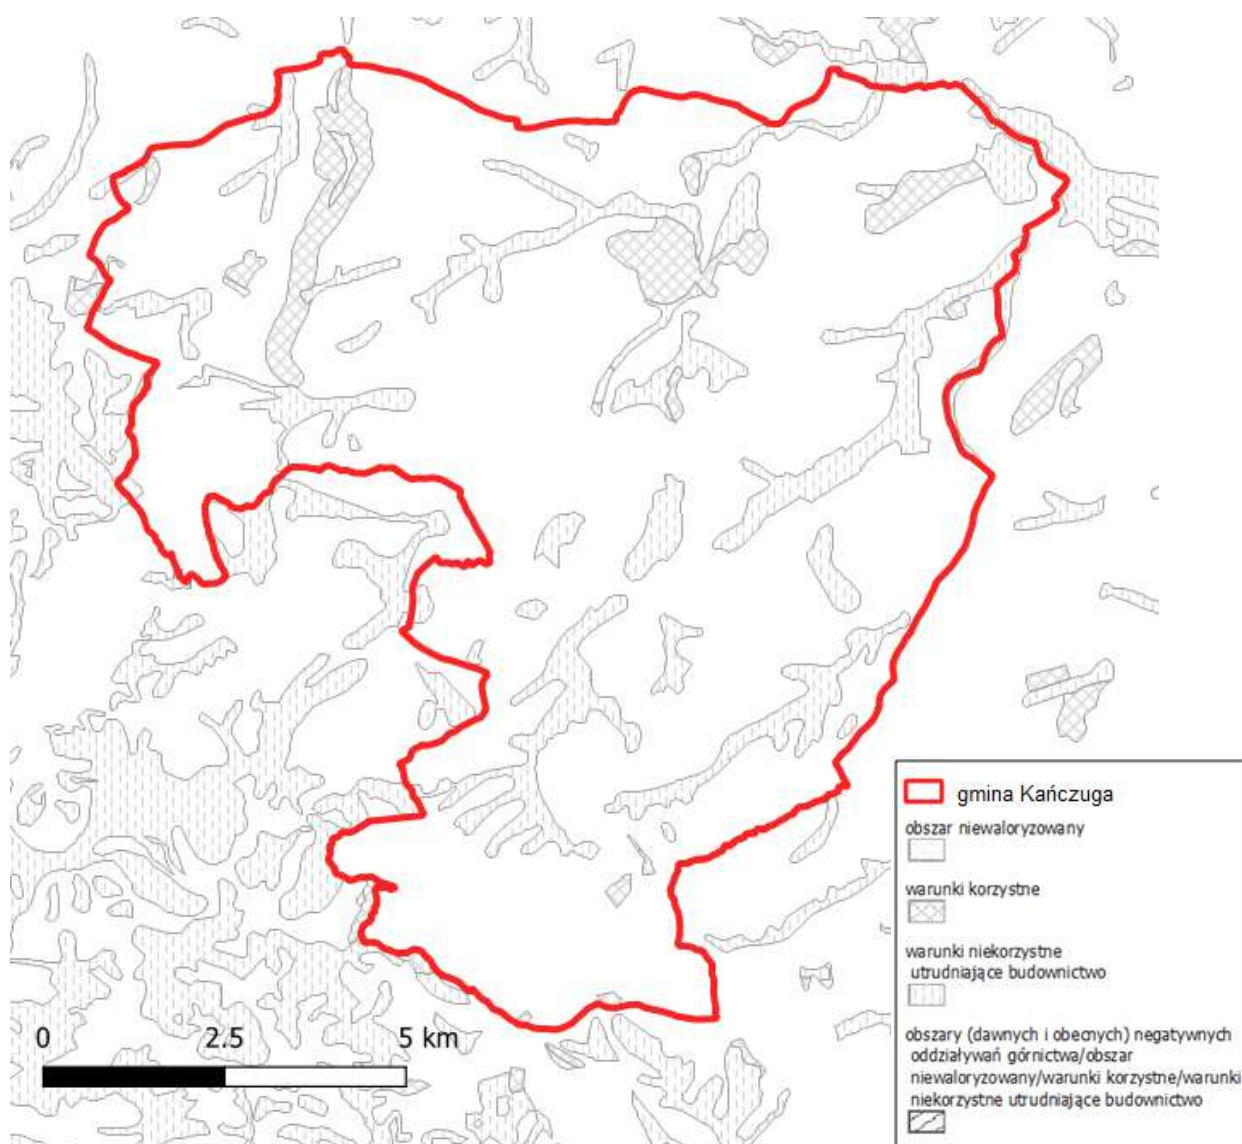 0 2.5 5 km
gmina Kańczuga
obszar niewaloryzowany
warunki korzystne
warunki niekorzystne
utrudniające budownictwo
obszary (dawnych i obecnych) negatywnych
oddziaływań górnictwa/obszar
niewaloryzowany/warunki korzystne/warunki
niekorzystne utrudniające budownictwo